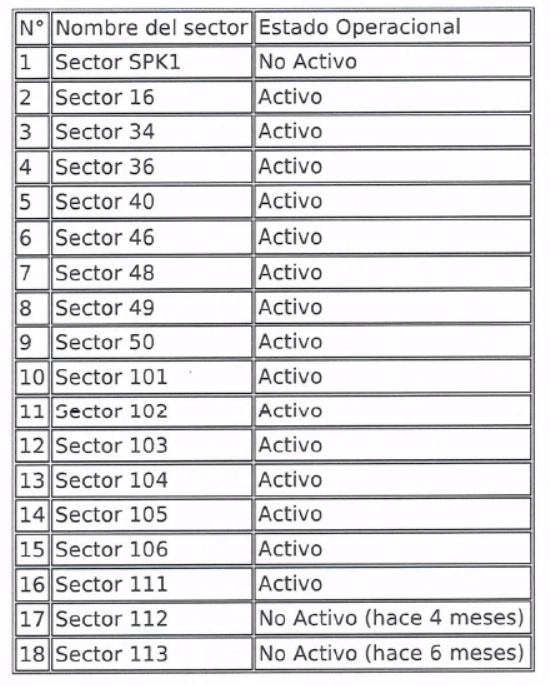 N° Nombre del sector Estado Operacional
1 Sector SPK1 No Activo
2 Sector 16 Activo
3 Sector 34 Activo
4 Sector 36 Activo
5 Sector 40 Activo
6 Sector 46 Activo
7 Sector 48 Activo
8 Sector 49 Activo
9 Sector 50 Activo
10 Sector 101 Activo
11 Sector 102 Activo
12 Sector 103 Activo
13 Sector 104 Activo
14 Sector 105 Activo
15 Sector 106 Activo
16 Sector 111 Activo
17 Sector 112 No Activo (hace 4 meses)
18 Sector 113 No Activo (hace 6 meses)